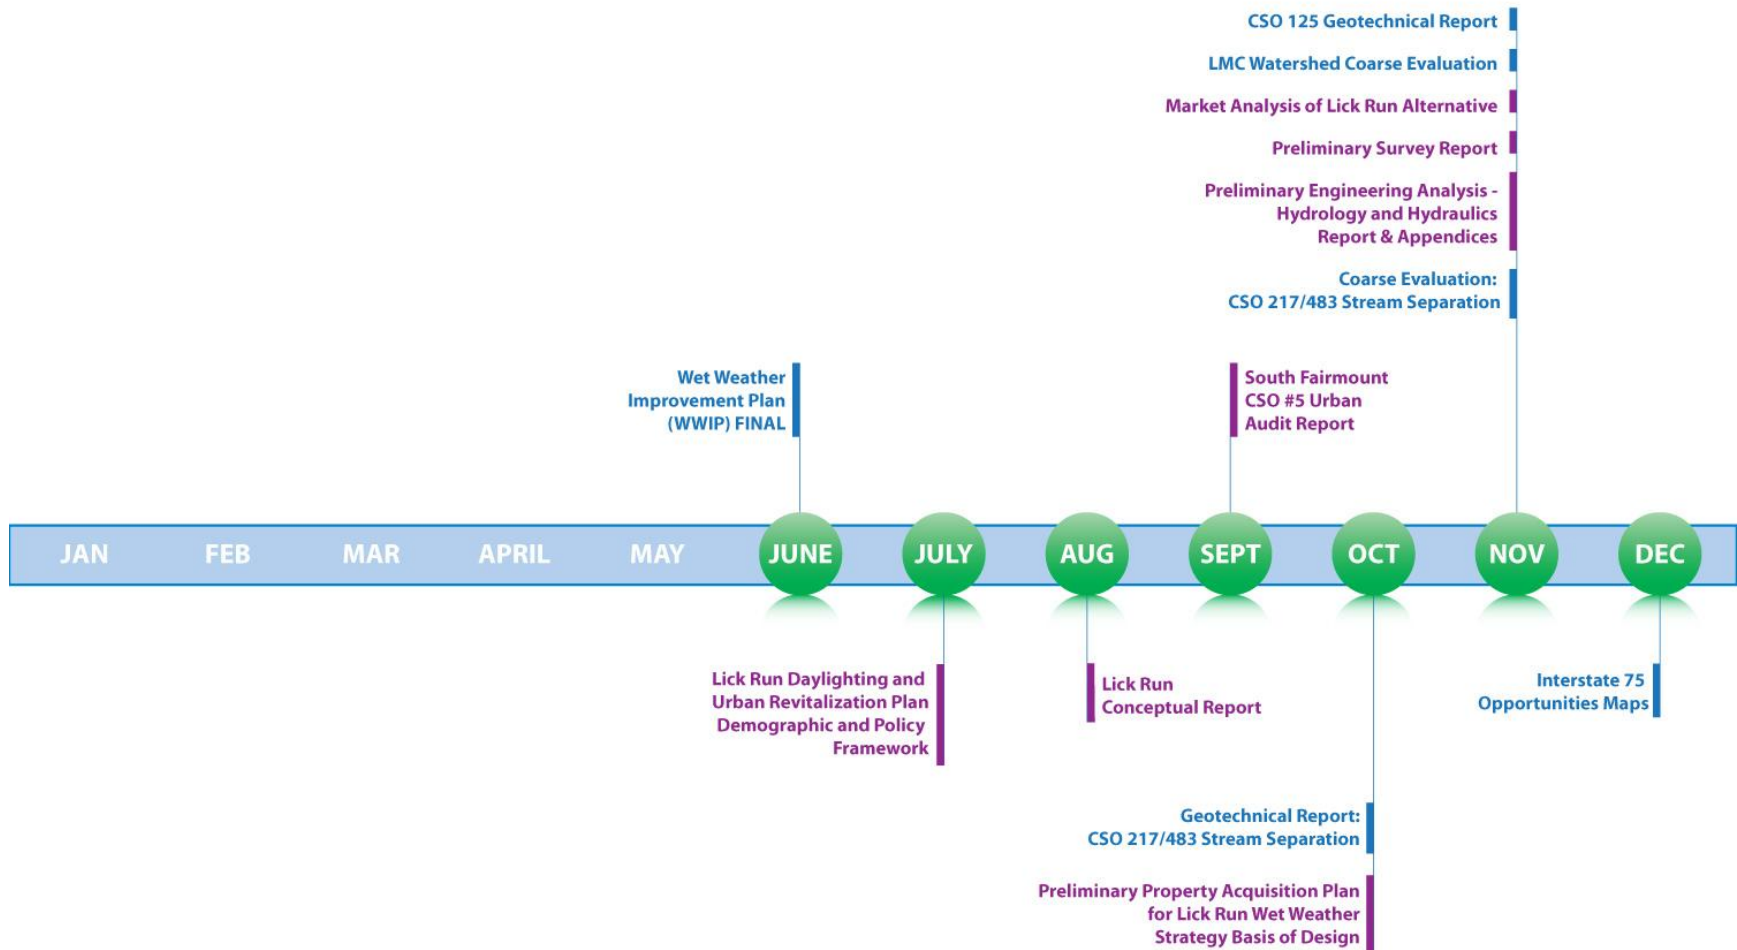 CSO 125 Geotechnical Report
LMC Watershed Coarse Evaluation
Market Analysis of Lick Run Alternative
Preliminary Survey Report
Preliminary Engineering Analysis -
Hydrology and Hydraulics
Report & Appendices
Coarse Evaluation:
CSO 217/483 Stream Separation
Wet Weather
Improvement Plan
(WWIP) FINAL
South Fairmount
CSO #5 Urban
Audit Report
JAN
FEB
MAR
APRIL
MAY
JUNE
JULY
AUG
SEPT
OCT
NOV
DEC
Lick Run Daylighting and
Urban Revitalization Plan
Demographic and Policy
Framework
Lick Run
Conceptual Report
Interstate 75
Opportunities Maps
Geotechnical Report:
CSO 217/483 Stream Separation
Preliminary Property Acquisition Plan
for Lick Run Wet Weather
Strategy Basis of Design